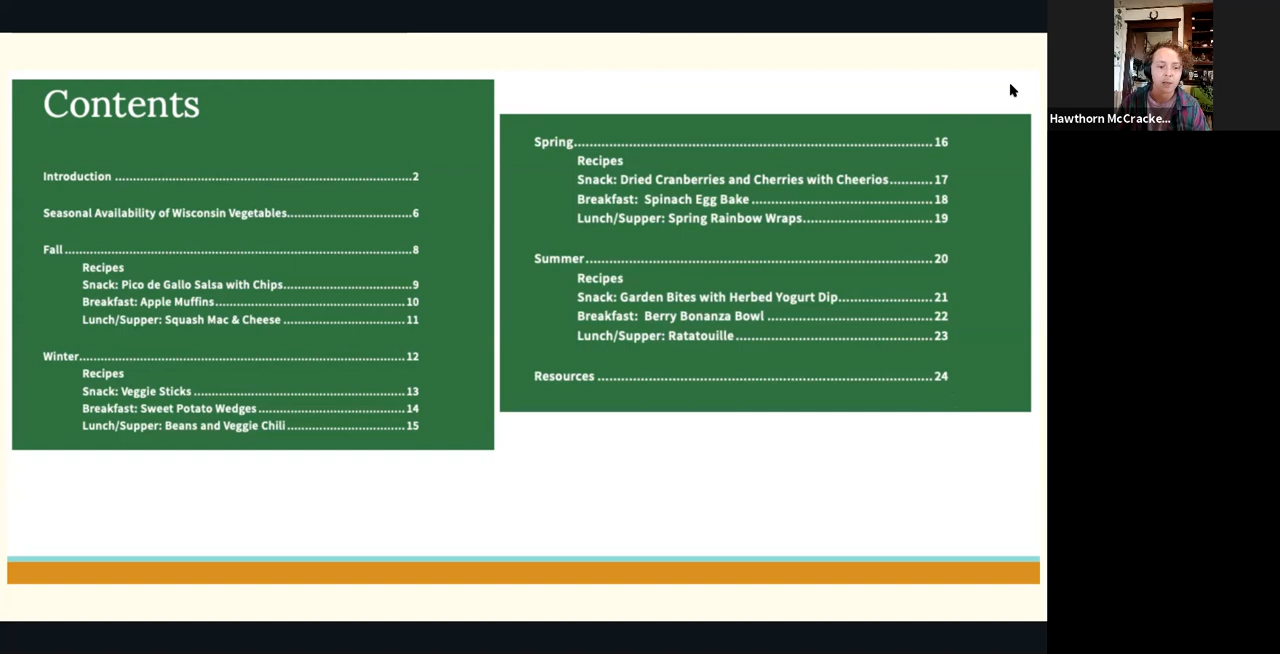 Contents
Introduction ........................................................................................2
Seasonal Availability of Wisconsin Vegetables.....................................6
Fall ......................................................................................................8
Recipes
Snack: Pico de Gallo Salsa with Chips.....................................9
Breakfast: Apple Muffins.........................................................10
Lunch/Supper: Squash Mac & Cheese .....................................11
Winter..................................................................................................12
Recipes
Snack: Veggie Sticks ................................................................13
Breakfast: Sweet Potato Wedges .............................................14
Lunch/Supper: Beans and Veggie Chili ....................................15
Spring...................................................................................................16
Recipes
Snack: Dried Cranberries and Cherries with Cheerios...........17
Breakfast:  Spinach Egg Bake ..................................................18
Lunch/Supper: Spring Rainbow Wraps....................................19
Summer................................................................................................20
Recipes
Snack: Garden Bites with Herbed Yogurt Dip..........................21
Breakfast:  Berry Bonanza Bowl ..............................................22
Lunch/Supper: Ratatouille .......................................................23
Resources .............................................................................................24
Hawthorn McCracke...